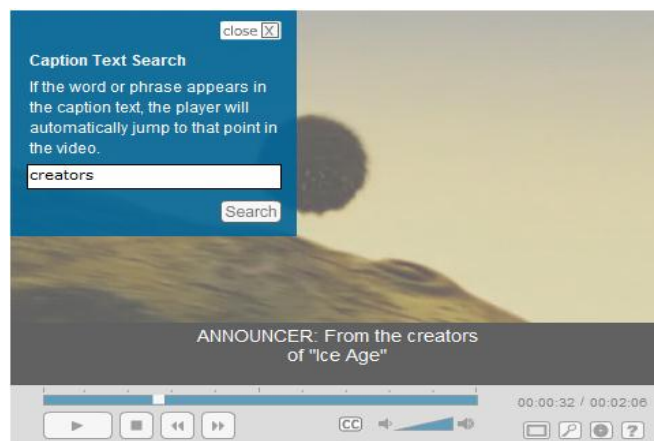 close X
Caption Text Search
If the word or phrase appears in
the caption text, the player will
automatically jump to that point in
the video.
creators
Search
ANNOUNCER: From the creators
of "Ice Age"
00:00:32 / 00:02:06
CC
?